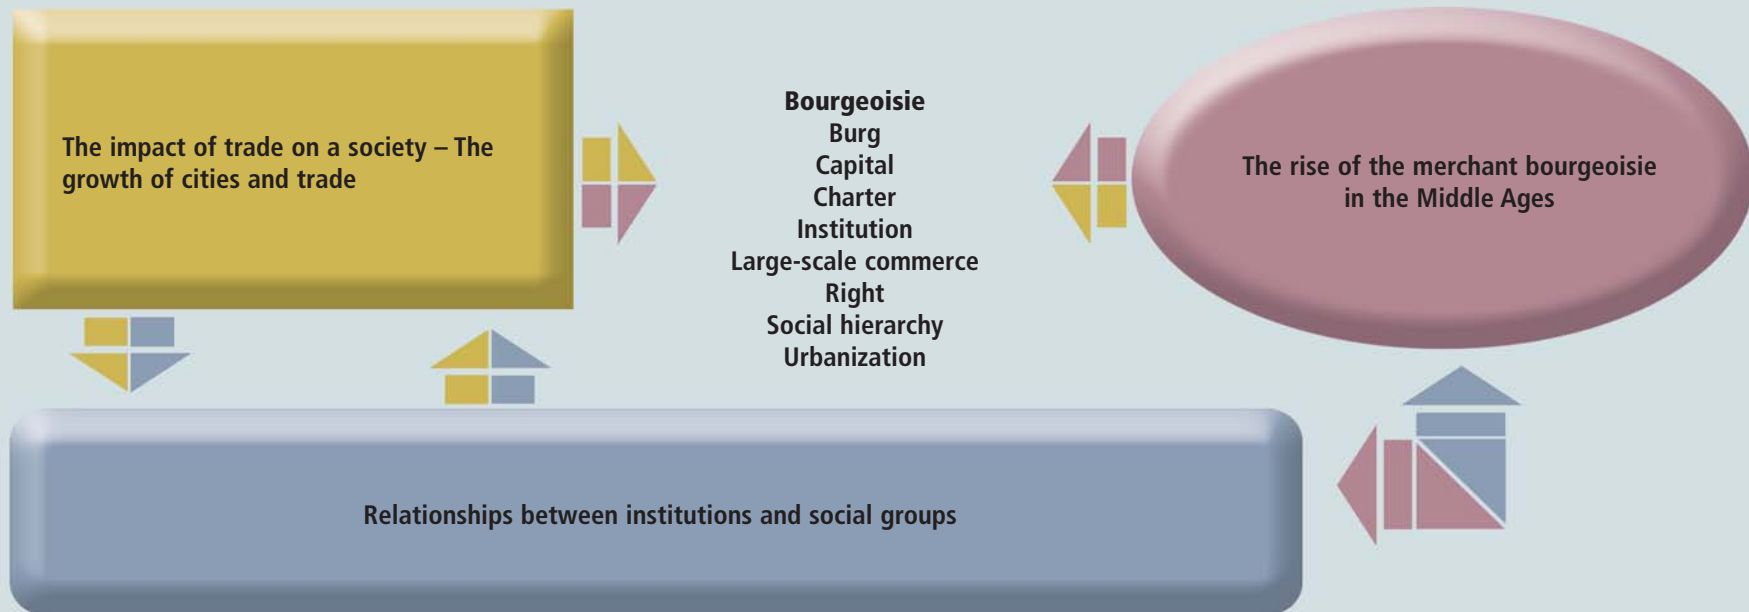 The impact of trade on a society – The
growth of cities and trade
Bourgeoisie
Burg
Capital
Charter
Institution
Large-scale commerce
Right
Social hierarchy
Urbanization
The rise of the merchant bourgeoisie
in the Middle Ages
Relationships between institutions and social groups